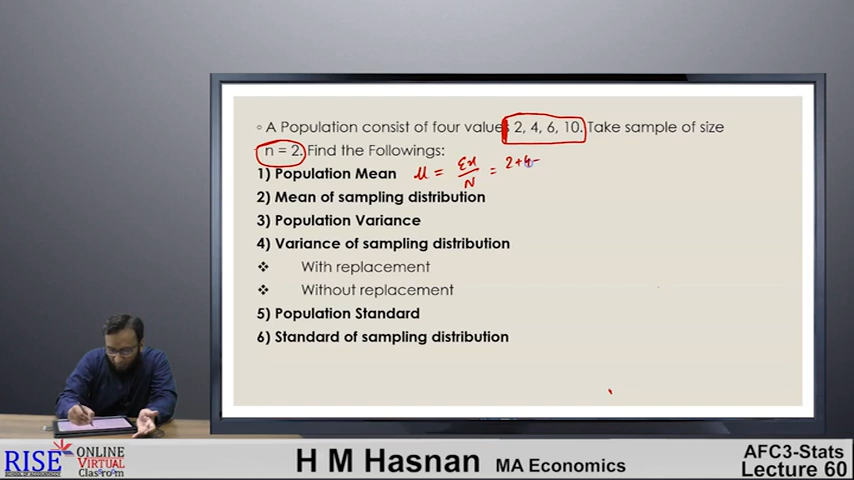 ◦ A Population consist of four values 2, 4, 6, 10. Take sample of size
n = 2. Find the Followings:
1) Population Mean μ = Σx/N = 2+4-
2) Mean of sampling distribution
3) Population Variance
4) Variance of sampling distribution
❖ With replacement
❖ Without replacement
5) Population Standard
6) Standard of sampling distribution
RISE
SCHOOL OF ACCOUNTANCY
ONLINE
VIRTUAL
Classroom
H M Hasnan MA Economics
AFC3-Stats
Lecture 60